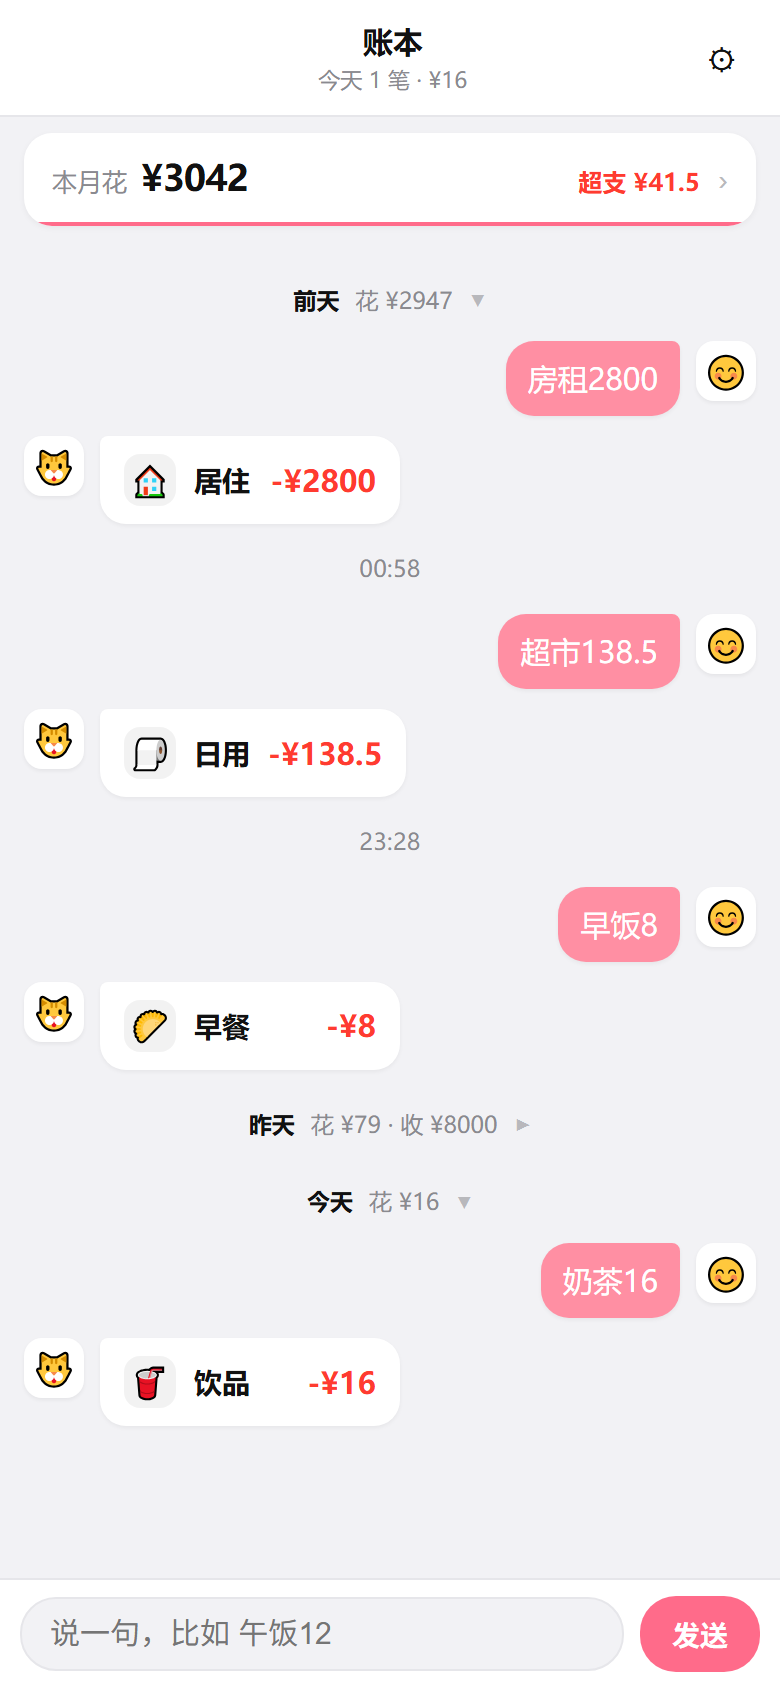 账本
今天 1 笔 · ¥16
本月花 ¥3042 超支 ¥41.5 ›
前天 花 ¥2947 ▼
房租2800
居住 -¥2800
00:58
超市138.5
日用 -¥138.5
23:28
早饭8
早餐 -¥8
昨天 花 ¥79 · 收 ¥8000 ▶
今天 花 ¥16 ▼
奶茶16
饮品 -¥16
说一句，比如 午饭12
发送